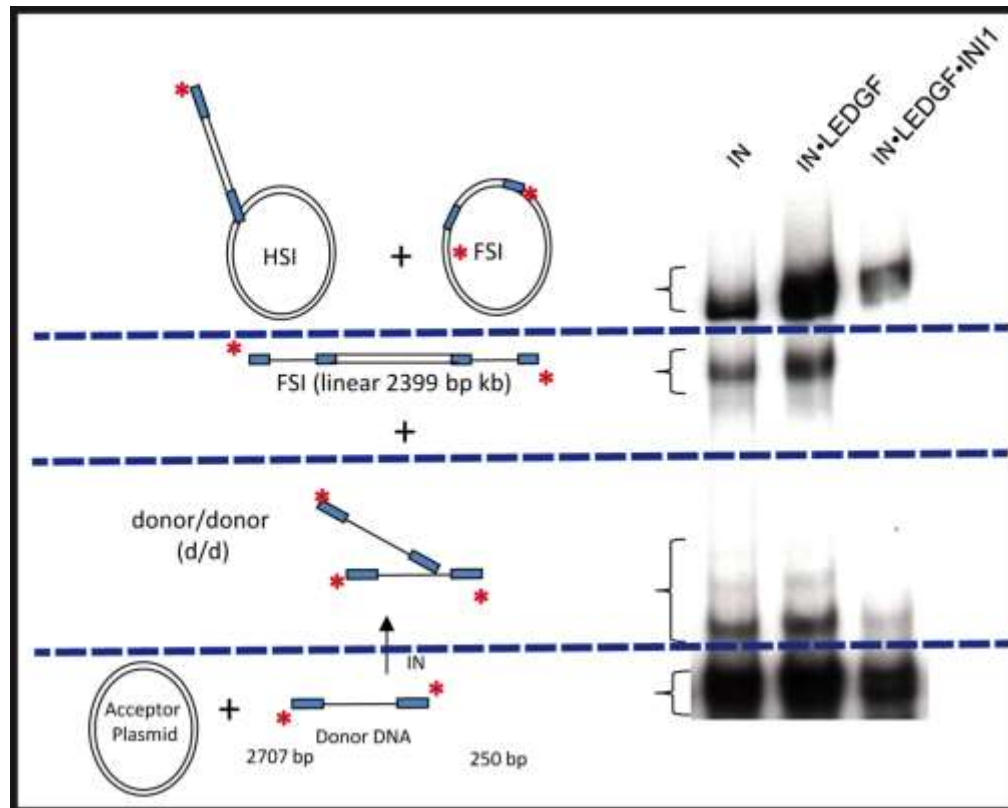 IN
IN•LEDGF
IN•LEDGF•INI1
HSI
+
FSI
FSI (linear 2399 bp kb)
+
donor/donor
(d/d)
IN
Acceptor
Plasmid
+
Donor DNA
2707 bp
250 bp